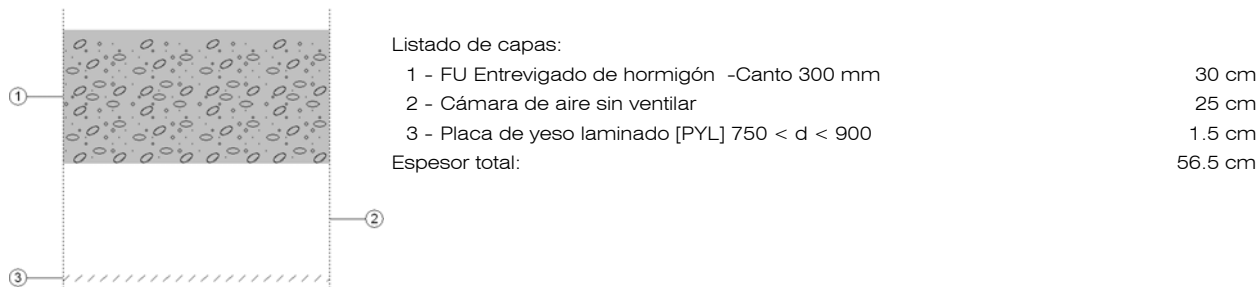 Listado de capas:
1 - FU Entrevigado de hormigón -Canto 300 mm 30 cm
2 - Cámara de aire sin ventilar 25 cm
3 - Placa de yeso laminado [PYL] 750 < d < 900 1.5 cm
Espesor total: 56.5 cm
1
2
3